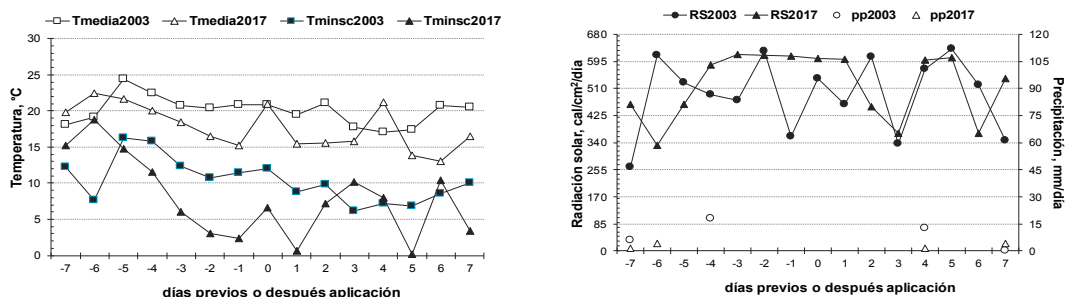 Tmedia2003 Tmedia2017 Tminsc2003 Tminsc2017
30
25
20
15
10
5
0
Temperatura, °C
-7 -6 -5 -4 -3 -2 -1 0 1 2 3 4 5 6 7
días previos o después aplicación
RS2003 RS2017 pp2003 pp2017
680
595
510
425
340
255
170
85
0
Radiación solar, cal/cm²/día
120
105
90
75
60
45
30
15
0
Precipitación, mm/día
-7 -6 -5 -4 -3 -2 -1 0 1 2 3 4 5 6 7
días previos o después aplicación